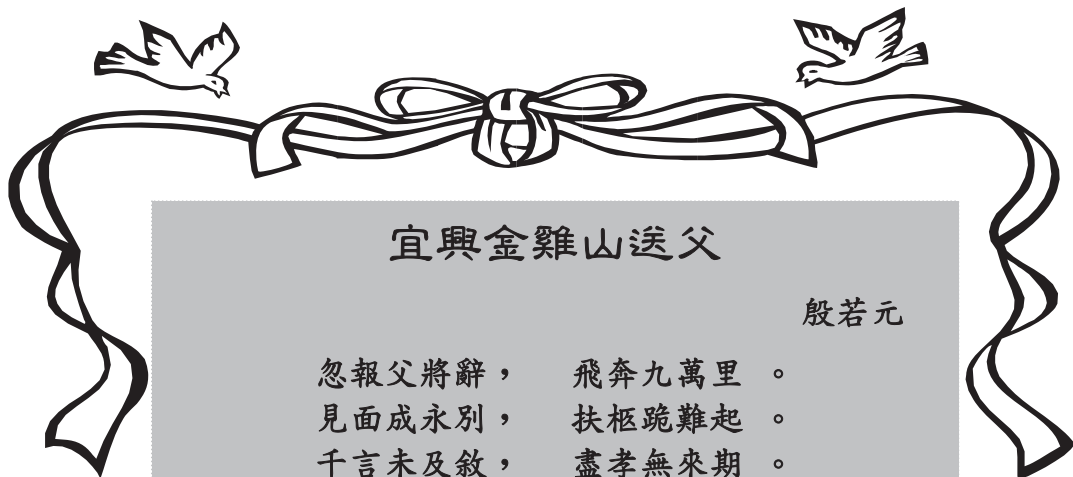 宜興金雞山送父
殷若元
忽報父將辭， 飛奔九萬里 。
見面成永別， 扶柩跪難起 。
千言未及敘， 盡孝無來期 。